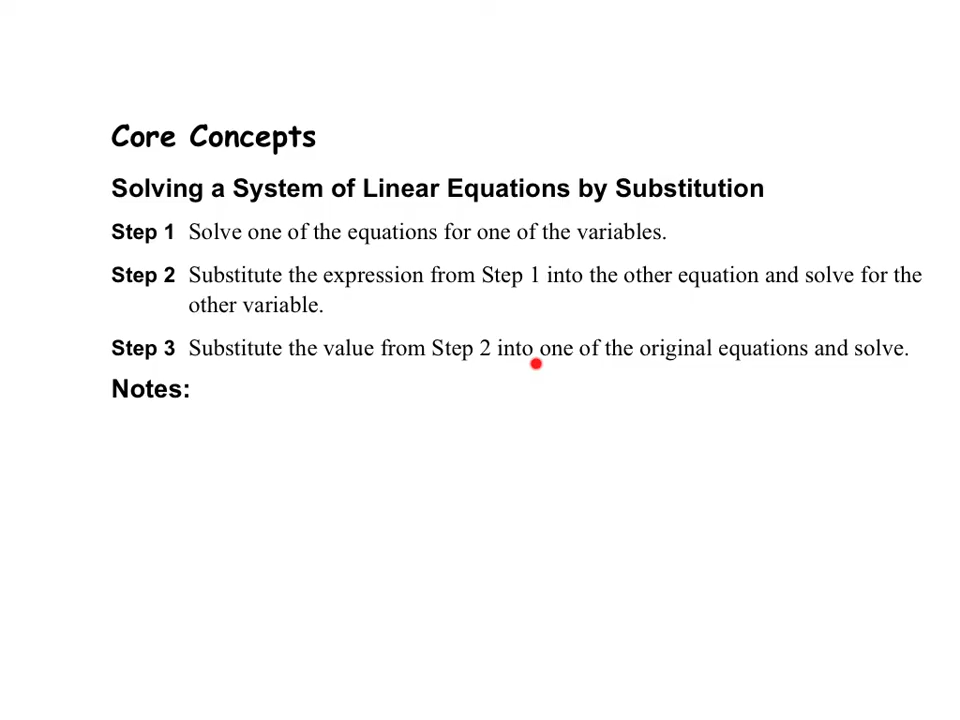 Core Concepts
Solving a System of Linear Equations by Substitution
Step 1 Solve one of the equations for one of the variables.
Step 2 Substitute the expression from Step 1 into the other equation and solve for the
other variable.
Step 3 Substitute the value from Step 2 into one of the original equations and solve.
Notes: